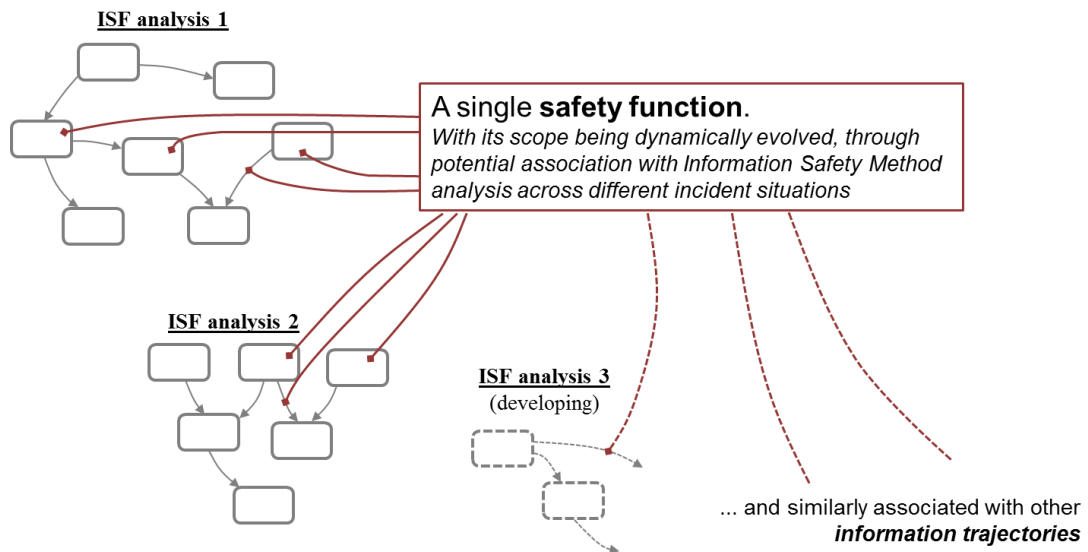 ISF analysis 1
A single safety function.
With its scope being dynamically evolved, through
potential association with Information Safety Method
analysis across different incident situations
ISF analysis 2
ISF analysis 3
(developing)
... and similarly associated with other
information trajectories